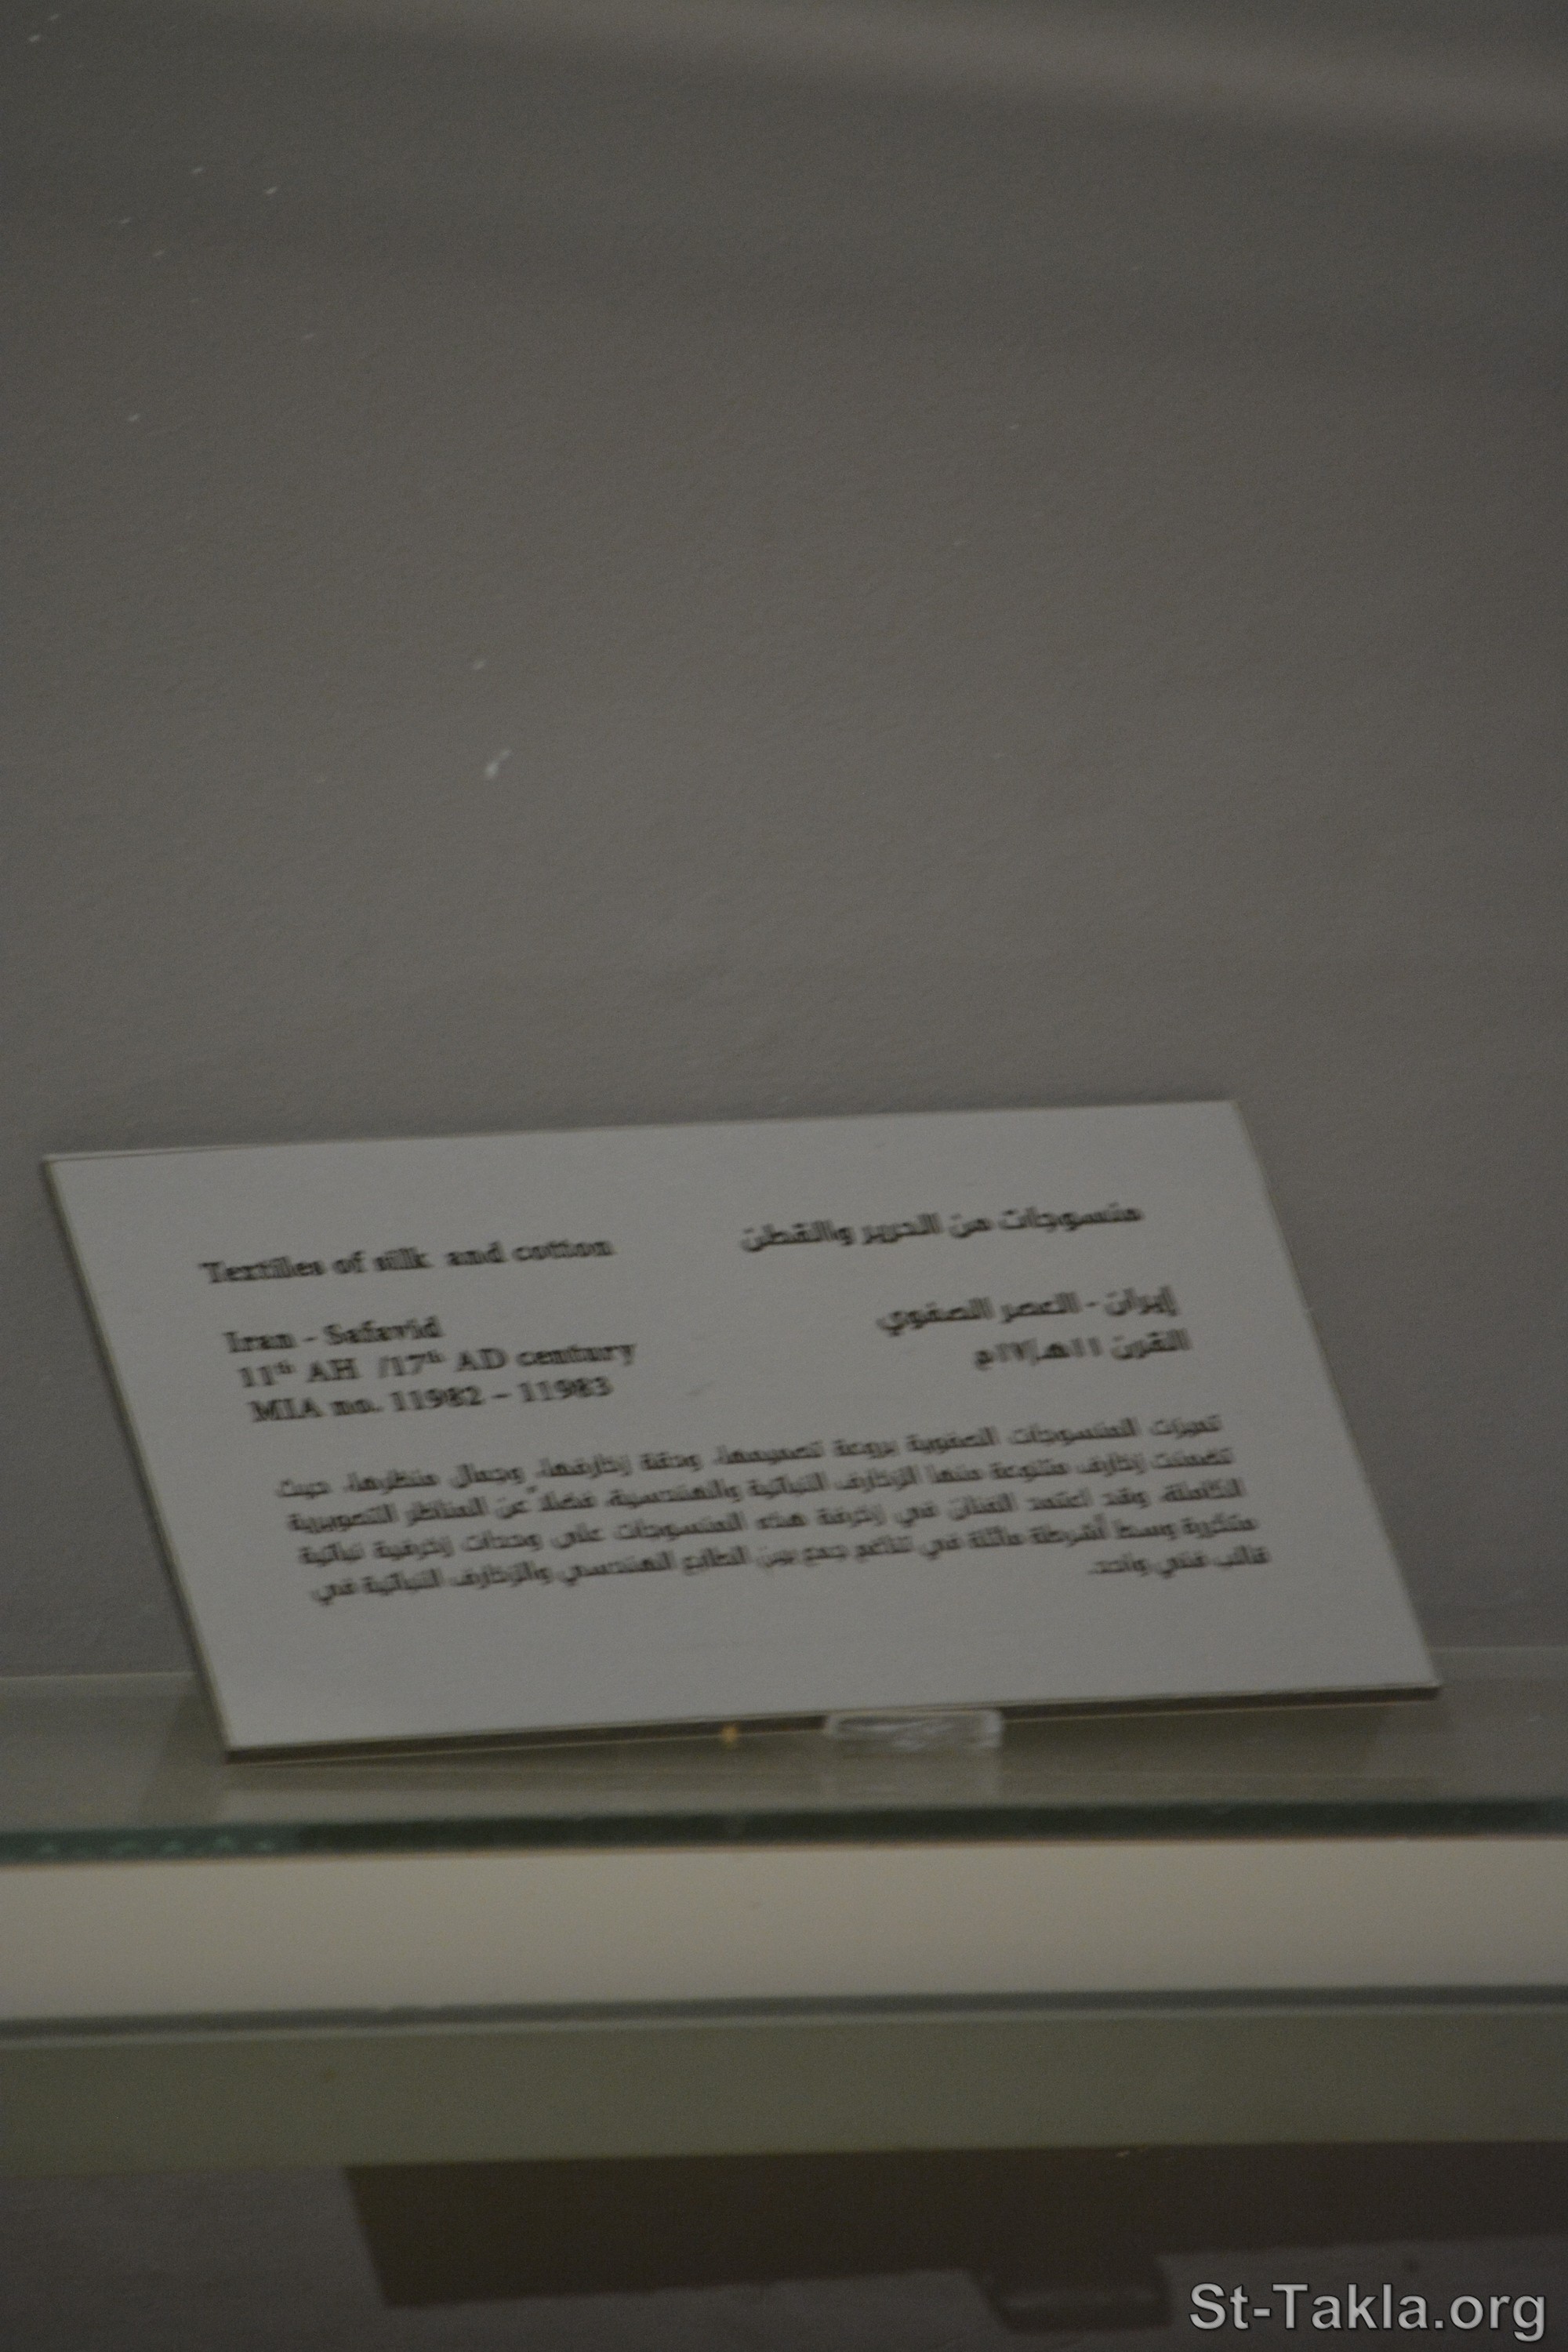 Textiles of silk and cotton
Iran - Safavid
11th AH /17th AD century
MIA no. 11982 – 11983
منسوجات من الحرير والقطن
إيران - العصر الصفوي
القرن ١١هـ/١٧م
تميزت المنسوجات الصفوية بروعة تصميمها، ودقة زخارفها، وجمال منظرها، حيث
تضمنت زخارف متنوعة منها الزخارف النباتية والهندسية، فضلاً عن المناظر التصويرية
الكاملة، وقد اعتمد الفنان في زخرفة هذه المنسوجات على وحدات زخرفية نباتية
متكررة وسط أشرطة مائلة في تناغم جمع بين الطابع الهندسي والزخارف النباتية في
قالب فني واحد.
St-Takla.org